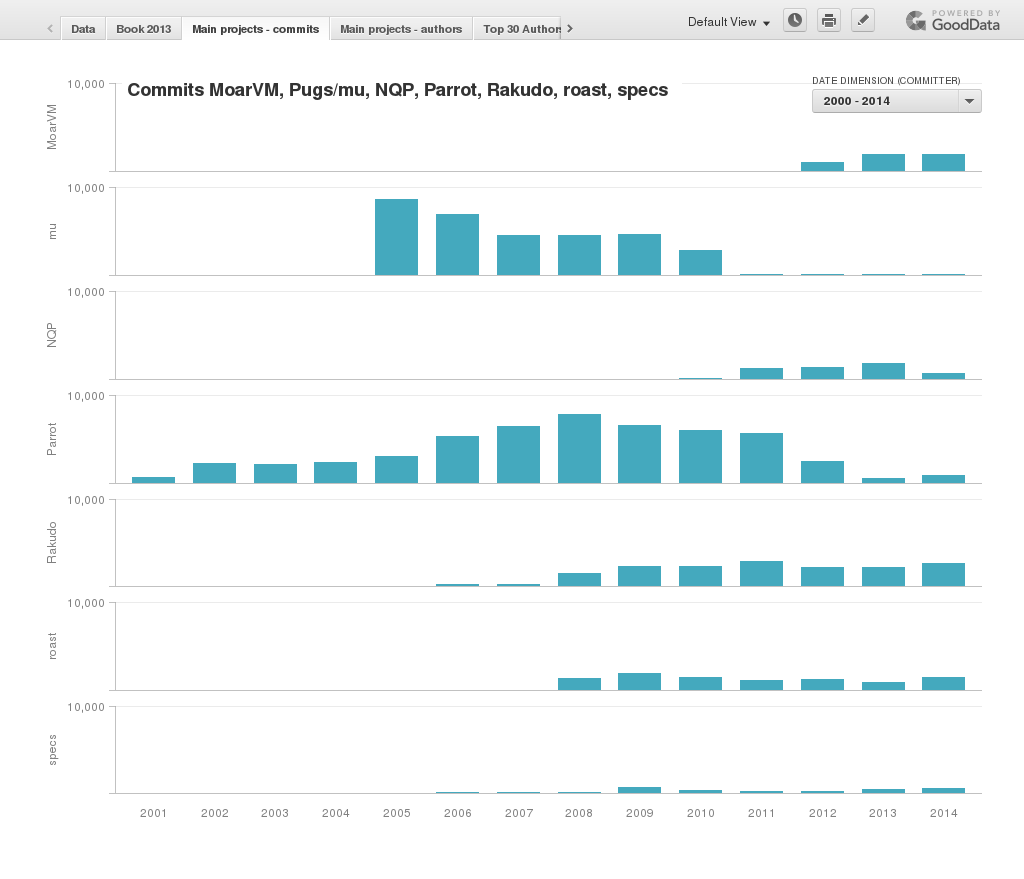 Data
Book 2013
Main projects - commits
Main projects - authors
Top 30 Authors
Default View
POWERED BY
GoodData
Commits MoarVM, Pugs/mu, NQP, Parrot, Rakudo, roast, specs
DATE DIMENSION (COMMITTER)
2000 - 2014
10,000
MoarVM
10,000
mu
10,000
NQP
10,000
Parrot
10,000
Rakudo
10,000
roast
10,000
specs
2001 2002 2003 2004 2005 2006 2007 2008 2009 2010 2011 2012 2013 2014